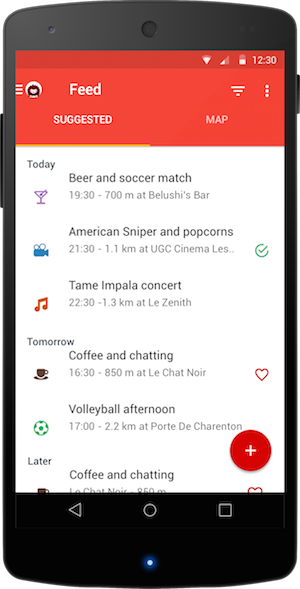 12:30
Feed
SUGGESTED MAP
Today
Beer and soccer match
19:30 - 700 m at Belushi's Bar
American Sniper and popcorns
21:30 - 1.1 km at UGC Cinema Les..
Tame Impala concert
22:30 -1.3 km at Le Zenith
Tomorrow
Coffee and chatting
16:30 - 850 m at Le Chat Noir
Volleyball afternoon
17:00 - 2.2 km at Porte De Charenton
Later
Coffee and chatting
Le Chat Noir - 850 m